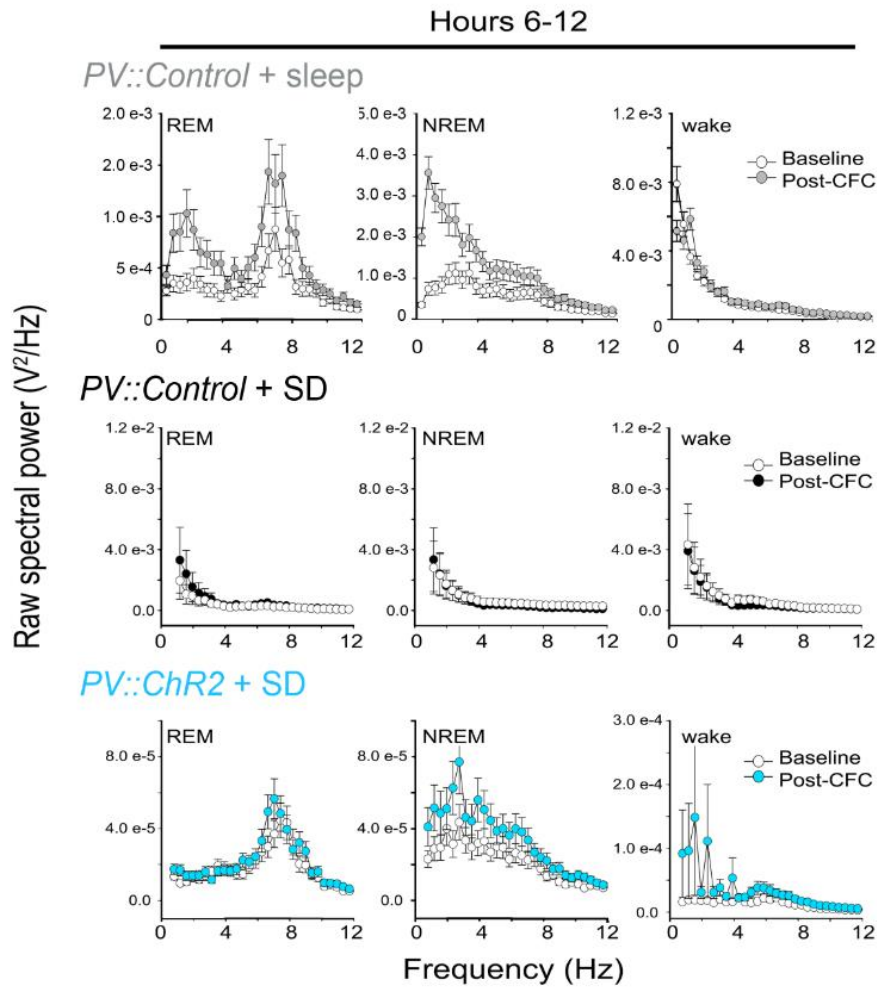 Hours 6-12
PV::Control + sleep
2.0 e-3
2.0 e-3
1.0 e-3
5 e-4
0
REM
0 4 8 12
5.0 e-3
4.0 e-3
3.0 e-3
2.0 e-3
1.0 e-3
0
NREM
0 4 8 12
1.2 e-3
8.0 e-3
4.0 e-3
0
wake
Baseline
Post-CFC
0 4 8 12
PV::Control + SD
1.2 e-2
8.0 e-3
4.0 e-3
0.0
REM
0 4 8 12
1.2 e-2
8.0 e-3
4.0 e-3
0.0
NREM
0 4 8 12
1.2 e-2
8.0 e-3
4.0 e-3
0.0
wake
Baseline
Post-CFC
0 4 8 12
PV::ChR2 + SD
8.0 e-5
4.0 e-5
0.0
REM
0 4 8 12
8.0 e-5
4.0 e-5
0.0
NREM
0 4 8 12
3.0 e-4
2.0 e-4
1.0 e-4
0.0
wake
Baseline
Post-CFC
0 4 8 12
Raw spectral power (V²/Hz)
Frequency (Hz)